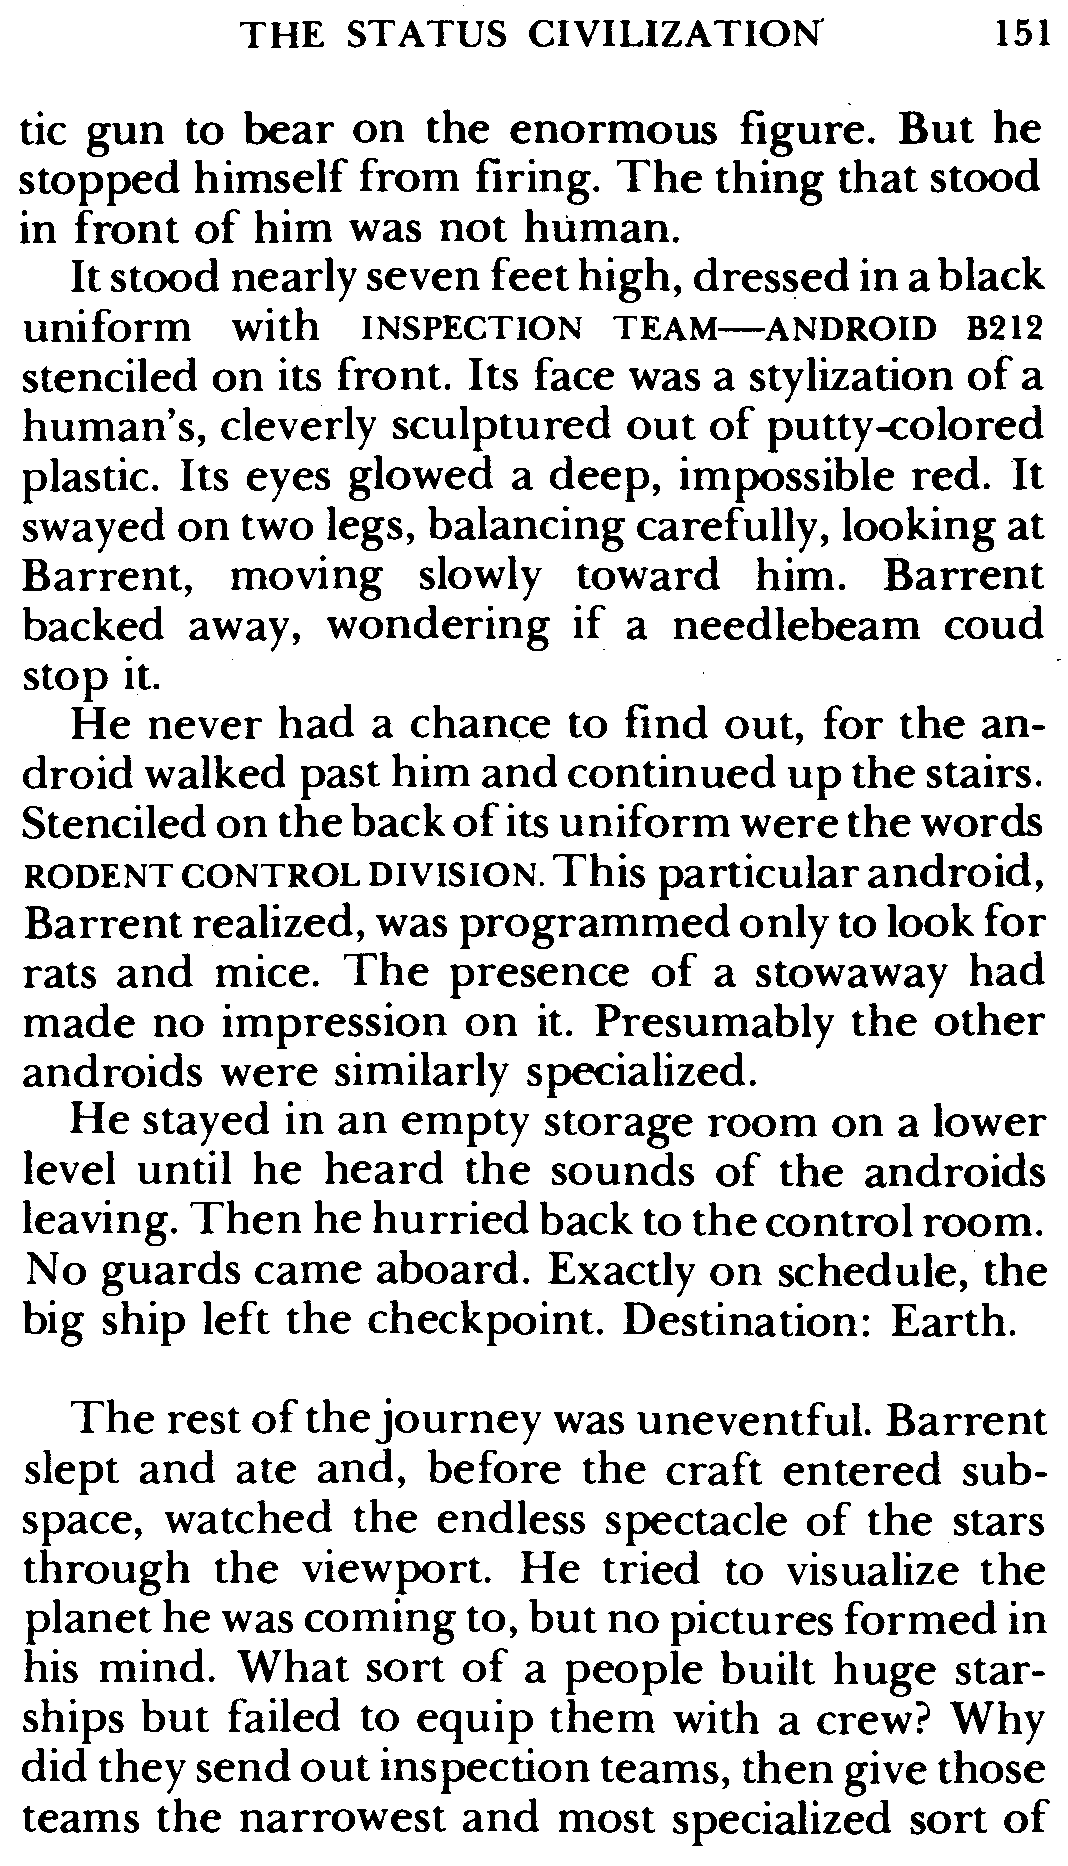 THE STATUS CIVILIZATION 151
tic gun to bear on the enormous figure. But he
stopped himself from firing. The thing that stood
in front of him was not human.
It stood nearly seven feet high, dressed in a black
uniform with INSPECTION TEAM—ANDROID B212
stenciled on its front. Its face was a stylization of a
human's, cleverly sculptured out of putty-colored
plastic. Its eyes glowed a deep, impossible red. It
swayed on two legs, balancing carefully, looking at
Barrent, moving slowly toward him. Barrent
backed away, wondering if a needlebeam coud
stop it.
He never had a chance to find out, for the an-
droid walked past him and continued up the stairs.
Stenciled on the back of its uniform were the words
RODENT CONTROL DIVISION. This particular android,
Barrent realized, was programmed only to look for
rats and mice. The presence of a stowaway had
made no impression on it. Presumably the other
androids were similarly specialized.
He stayed in an empty storage room on a lower
level until he heard the sounds of the androids
leaving. Then he hurried back to the control room.
No guards came aboard. Exactly on schedule, the
big ship left the checkpoint. Destination: Earth.
The rest of the journey was uneventful. Barrent
slept and ate and, before the craft entered sub-
space, watched the endless spectacle of the stars
through the viewport. He tried to visualize the
planet he was coming to, but no pictures formed in
his mind. What sort of a people built huge star-
ships but failed to equip them with a crew? Why
did they send out inspection teams, then give those
teams the narrowest and most specialized sort of